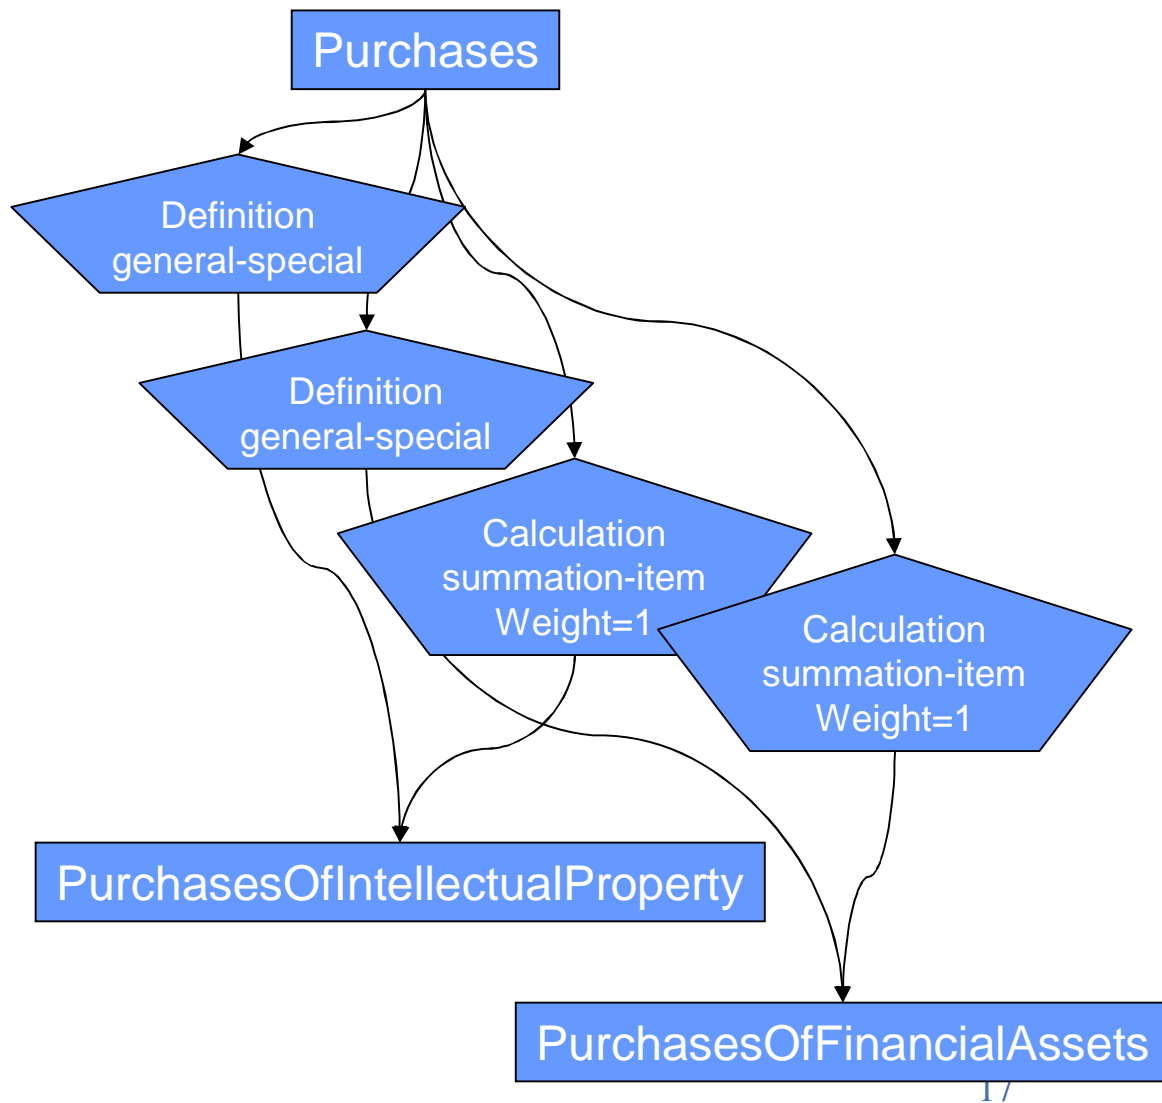 Purchases
Definition
general-special
Definition
general-special
Calculation
summation-item
Weight=1
Calculation
summation-item
Weight=1
PurchasesOfIntellectualProperty
PurchasesOfFinancialAssets
17